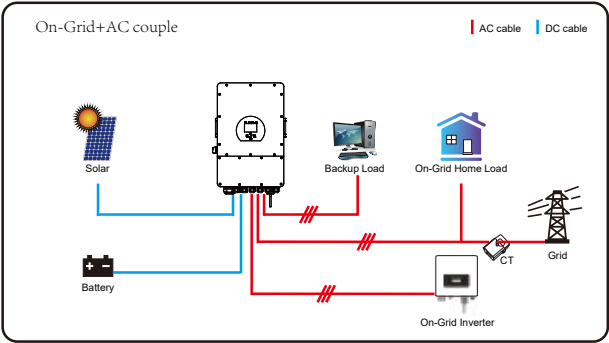 On-Grid+AC couple
AC cable
DC cable
Solar
Backup Load
On-Grid Home Load
CT
Grid
Battery
On-Grid Inverter